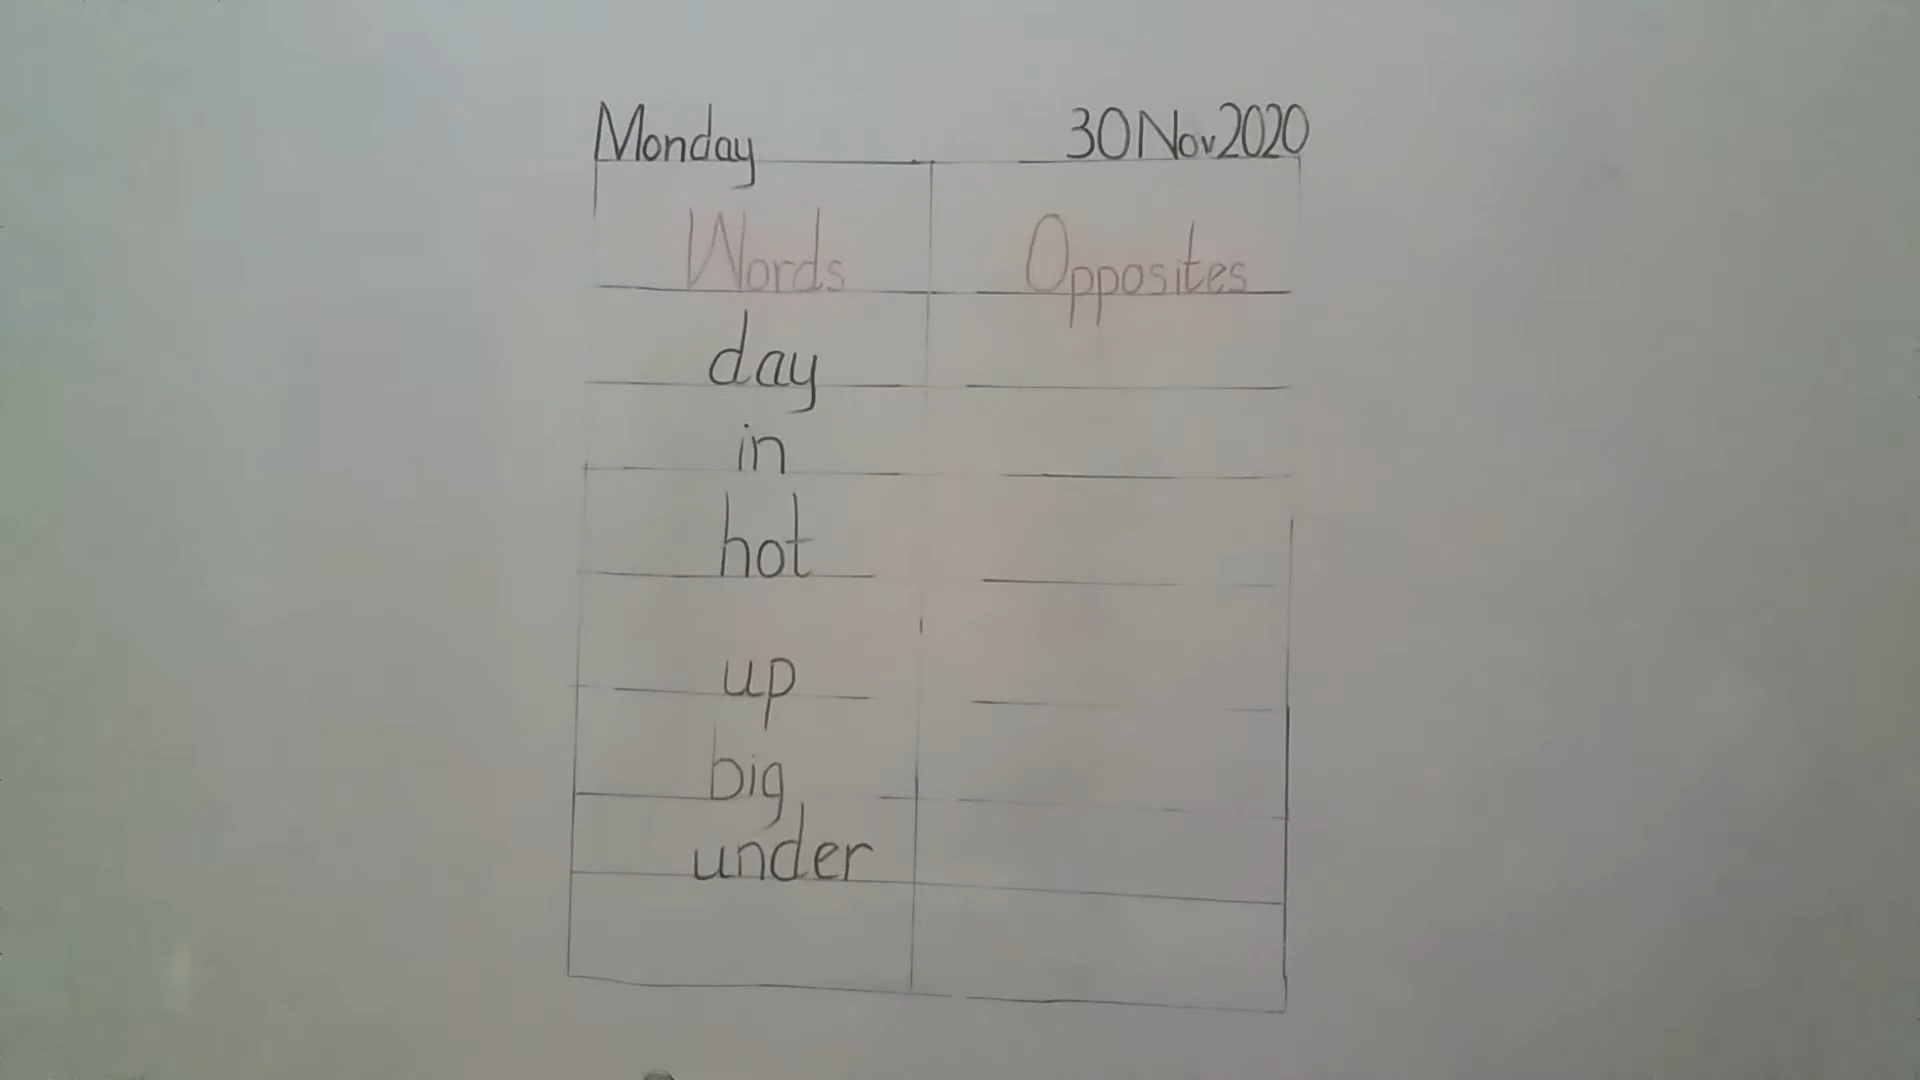 Monday 30 Nov 2020
Words Opposites
day
in
hot
up
big
under